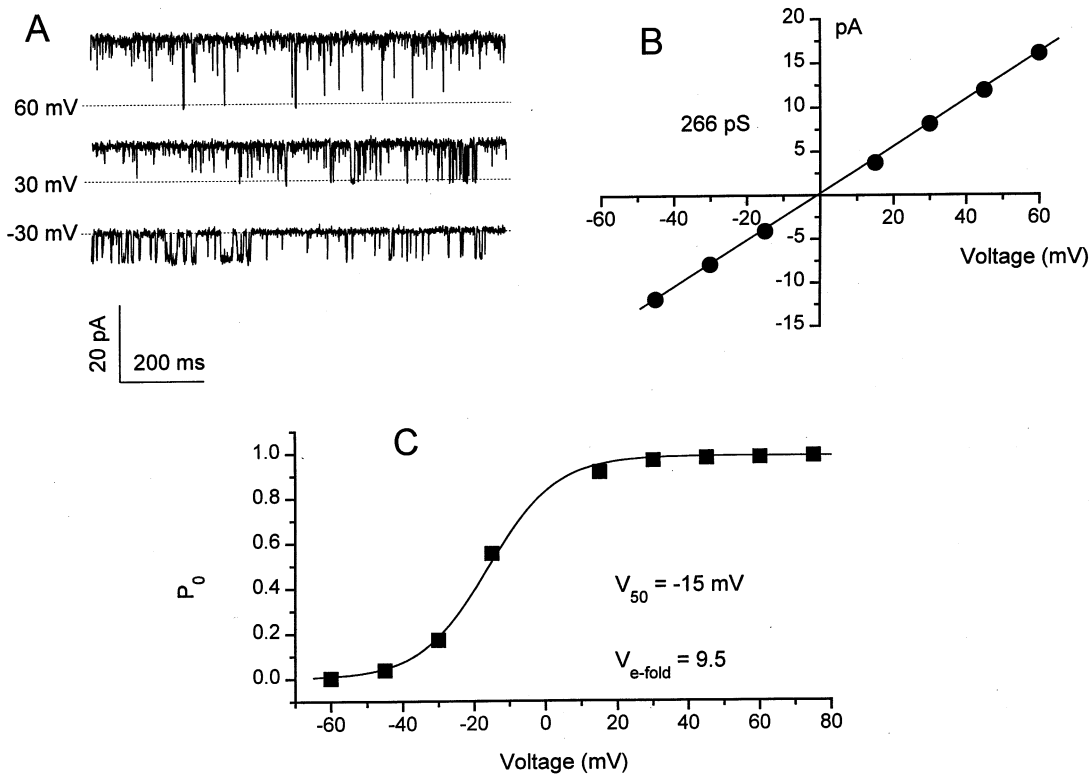 A
60 mV
30 mV
-30 mV
20 pA
200 ms
B
pA
20
15
10
5
-5
-10
-15
266 pS
-60
-40
-20
20
40
60
Voltage (mV)
C
1.0
0.8
0.6
0.4
0.2
0.0
P0
V50 = -15 mV
Ve-fold = 9.5
-60
-40
-20
0
20
40
60
80
Voltage (mV)